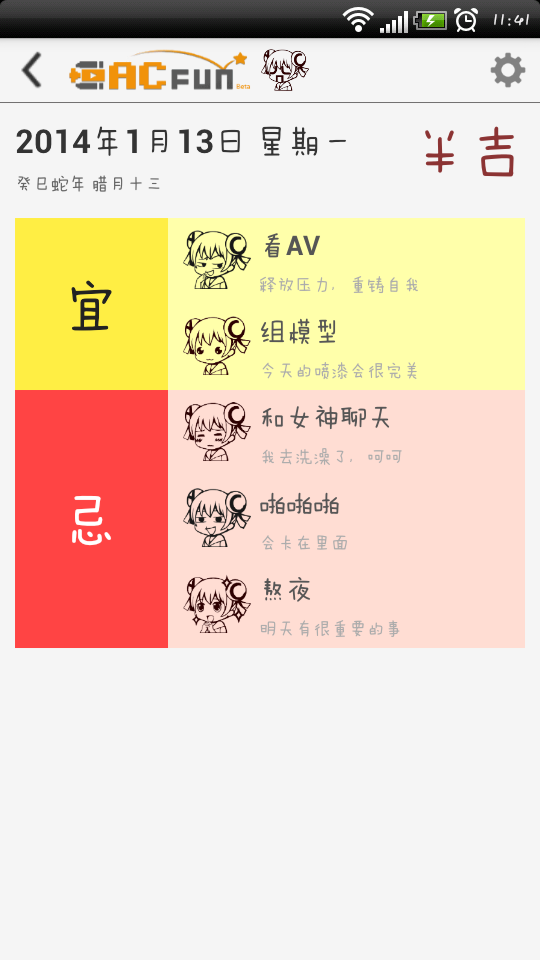 11:41
ACFUN Beta
2014年1月13日 星期一
半吉
癸巳蛇年 腊月十三
宜
看AV
释放压力，重铸自我
组模型
今天的喷漆会很完美
忌
和女神聊天
我去洗澡了，呵呵
啪啪啪
会卡在里面
熬夜
明天有很重要的事